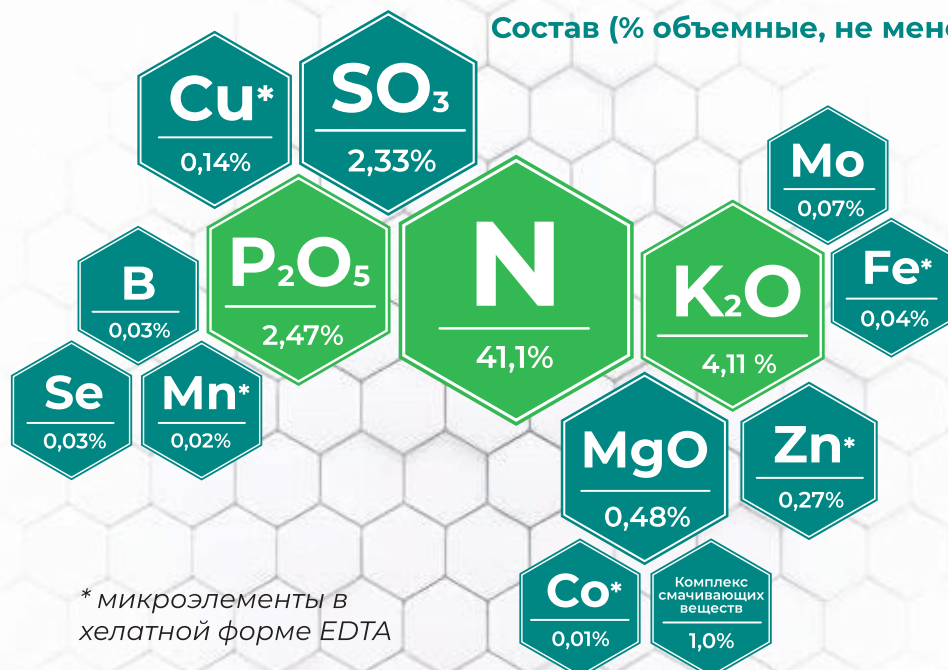 Состав (% объемные, не мен
Cu*
0,14%
SO₃
2,33%
Mo
0,07%
P₂O₅
2,47%
N
41,1%
K₂O
4,11 %
Fe*
0,04%
B
0,03%
Se
0,03%
Mn*
0,02%
MgO
0,48%
Zn*
0,27%
Co*
0,01%
Комплекс
смачивающих
веществ
1,0%
* микроэлементы в
хелатной форме EDTA